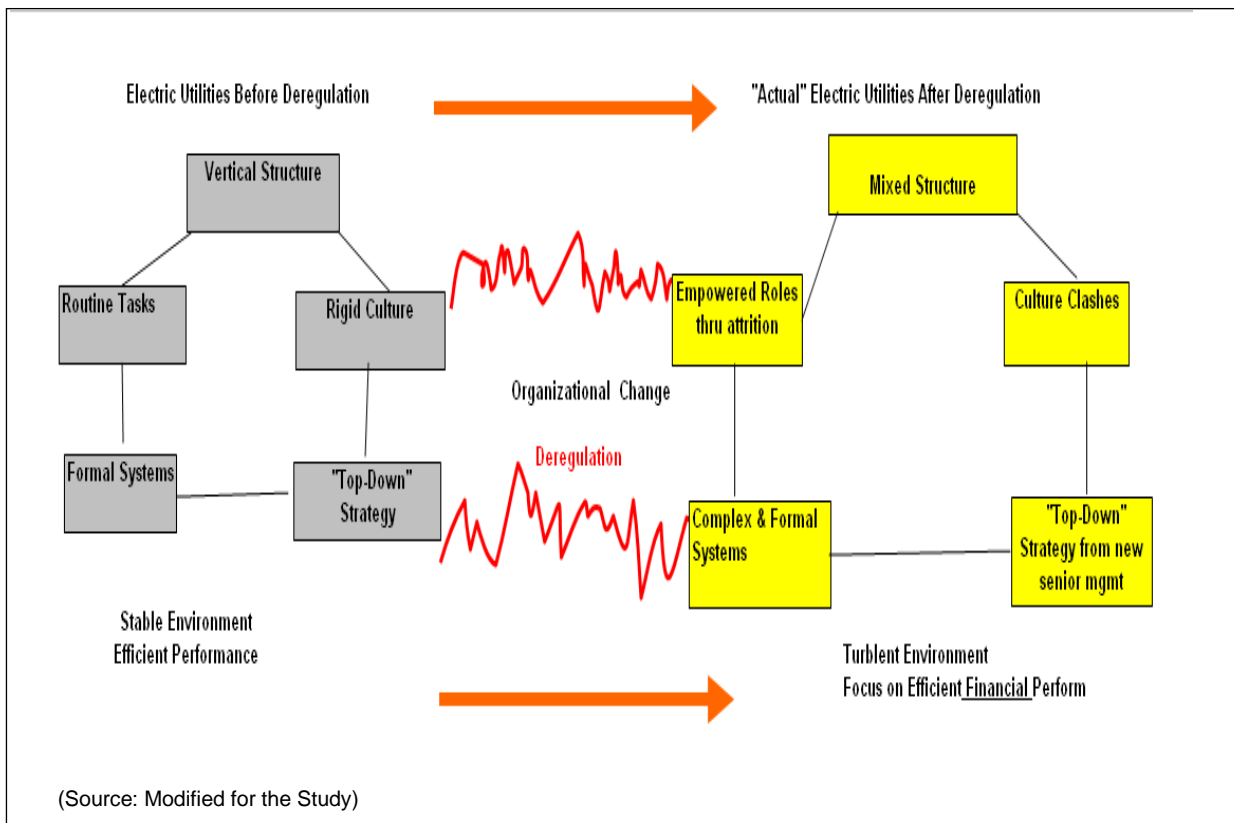 Electric Utilities Before Deregulation
"Actual" Electric Utilities After Deregulation
Vertical Structure
Mixed Structure
Routine Tasks
Rigid Culture
Empowered Roles
thru attrition
Culture Clashes
Organizational Change
Deregulation
Formal Systems
"Top-Down"
Strategy
Complex & Formal
Systems
"Top-Down"
Strategy from new
senior mgmt
Stable Environment
Efficient Performance
Turblent Environment
Focus on Efficient Financial Perform
(Source: Modified for the Study)